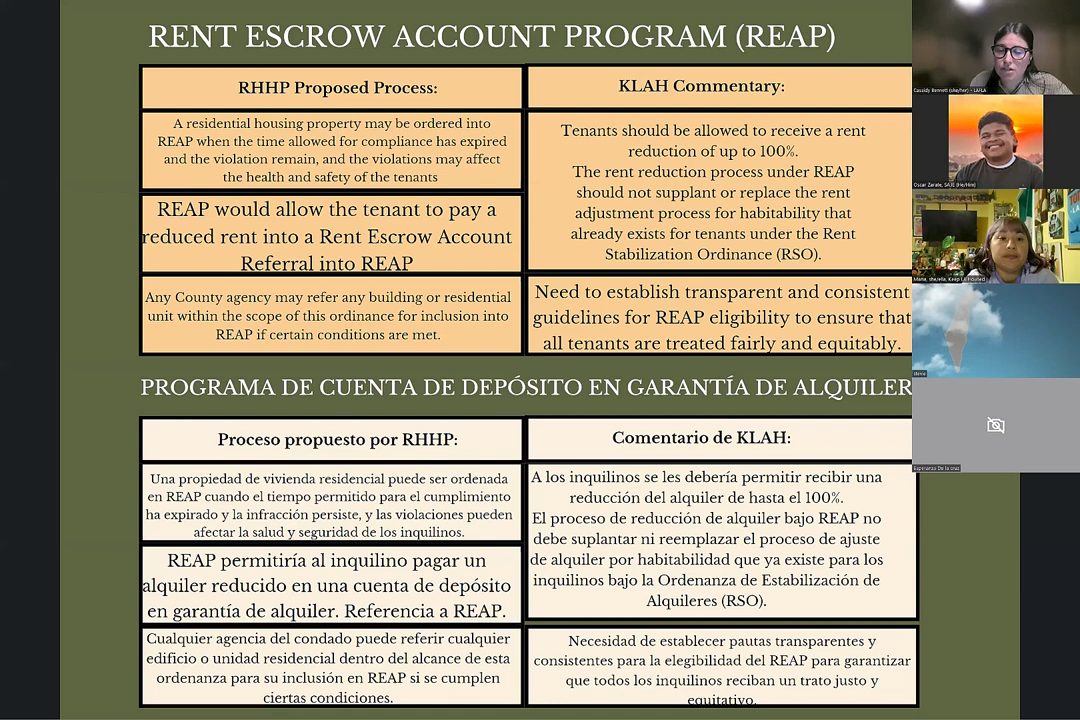 RENT ESCROW ACCOUNT PROGRAM (REAP)
RHHP Proposed Process:
KLAH Commentary:
A residential housing property may be ordered into
REAP when the time allowed for compliance has expired
and the violation remain, and the violations may affect
the health and safety of the tenants
Tenants should be allowed to receive a rent
reduction of up to 100%.
The rent reduction process under REAP
should not supplant or replace the rent
adjustment process for habitability that
already exists for tenants under the Rent
Stabilization Ordinance (RSO).
REAP would allow the tenant to pay a
reduced rent into a Rent Escrow Account
Referral into REAP
Any County agency may refer any building or residential
unit within the scope of this ordinance for inclusion into
REAP if certain conditions are met.
Need to establish transparent and consistent
guidelines for REAP eligibility to ensure that
all tenants are treated fairly and equitably.
PROGRAMA DE CUENTA DE DEPÓSITO EN GARANTÍA DE ALQUILER
Proceso propuesto por RHHP:
Comentario de KLAH:
Una propiedad de vivienda residencial puede ser ordenada
en REAP cuando el tiempo permitido para el cumplimiento
ha expirado y la infracción persiste, y las violaciones pueden
afectar la salud y seguridad de los inquilinos.
A los inquilinos se les debería permitir recibir una
reducción del alquiler de hasta el 100%.
El proceso de reducción de alquiler bajo REAP no
debe suplantar ni reemplazar el proceso de ajuste
de alquiler por habitabilidad que ya existe para los
inquilinos bajo la Ordenanza de Estabilización de
Alquileres (RSO).
REAP permitiría al inquilino pagar un
alquiler reducido en una cuenta de depósito
en garantía de alquiler. Referencia a REAP.
Cualquier agencia del condado puede referir cualquier
edificio o unidad residencial dentro del alcance de esta
ordenanza para su inclusión en REAP si se cumplen
ciertas condiciones.
Necesidad de establecer pautas transparentes y
consistentes para la elegibilidad del REAP para garantizar
que todos los inquilinos reciban un trato justo y
equitativo.
Cassidy Bennett (she/her) - LAFLA
Oscar Zarate, SAJE (He/Him)
Maria, she/ella, Keep LA Housed
Esperanza De la cruz